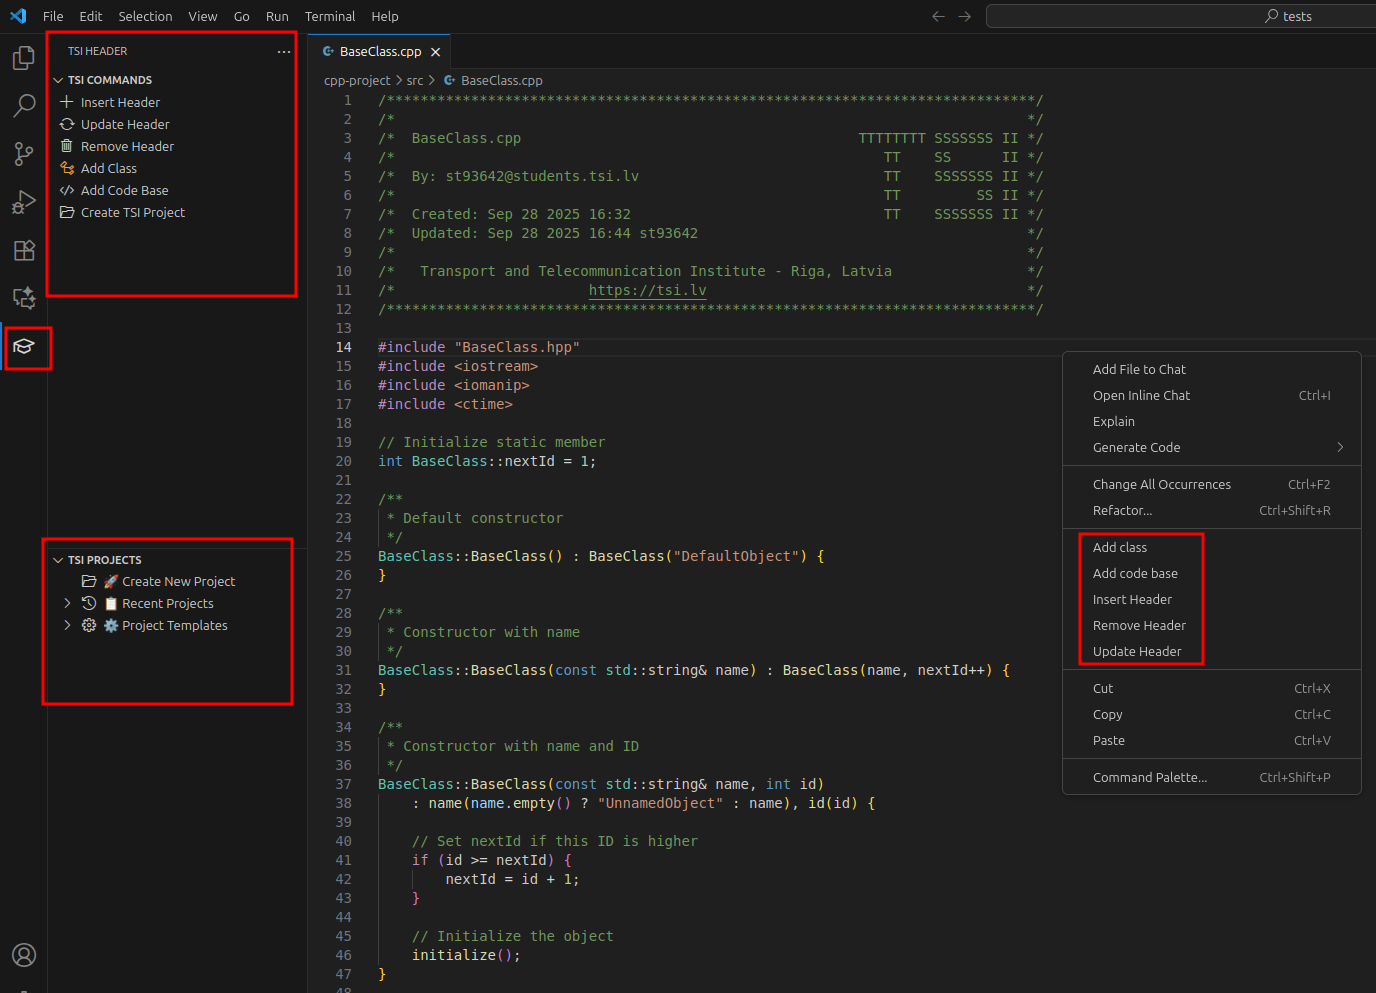 File Edit Selection View Go Run Terminal Help
tests
TSI HEADER
TSI COMMANDS
Insert Header
Update Header
Remove Header
Add Class
Add Code Base
Create TSI Project
TSI PROJECTS
Create New Project
Recent Projects
Project Templates
BaseClass.cpp
cpp-project > src > BaseClass.cpp
1 /*****************************************************************************/
2 /*                                                                           */
3 /*  BaseClass.cpp                                        TTTTTTTT SSSSSSS II */
4 /*                                                          TT    SS      II */
5 /*  By: st93642@students.tsi.lv                             TT    SSSSSSS II */
6 /*                                                          TT         SS II */
7 /*  Created: Sep 28 2025 16:32                              TT    SSSSSSS II */
8 /*  Updated: Sep 28 2025 16:44 st93642                                       */
9 /*                                                                           */
10 /*   Transport and Telecommunication Institute - Riga, Latvia                */
11 /*                       https://tsi.lv                                      */
12 /*****************************************************************************/
13
14 #include "BaseClass.hpp"
15 #include <iostream>
16 #include <iomanip>
17 #include <ctime>
18
19 // Initialize static member
20 int BaseClass::nextId = 1;
21
22 /**
23  * Default constructor
24  */
25 BaseClass::BaseClass() : BaseClass("DefaultObject") {
26 }
27
28 /**
29  * Constructor with name
30  */
31 BaseClass::BaseClass(const std::string& name) : BaseClass(name, nextId++) {
32 }
33
34 /**
35  * Constructor with name and ID
36  */
37 BaseClass::BaseClass(const std::string& name, int id)
38     : name(name.empty() ? "UnnamedObject" : name), id(id) {
39
40     // Set nextId if this ID is higher
41     if (id >= nextId) {
42         nextId = id + 1;
43     }
44
45     // Initialize the object
46     initialize();
47 }
48
Add File to Chat
Open Inline Chat Ctrl+I
Explain
Generate Code
Change All Occurrences Ctrl+F2
Refactor... Ctrl+Shift+R
Add class
Add code base
Insert Header
Remove Header
Update Header
Cut Ctrl+X
Copy Ctrl+C
Paste Ctrl+V
Command Palette... Ctrl+Shift+P